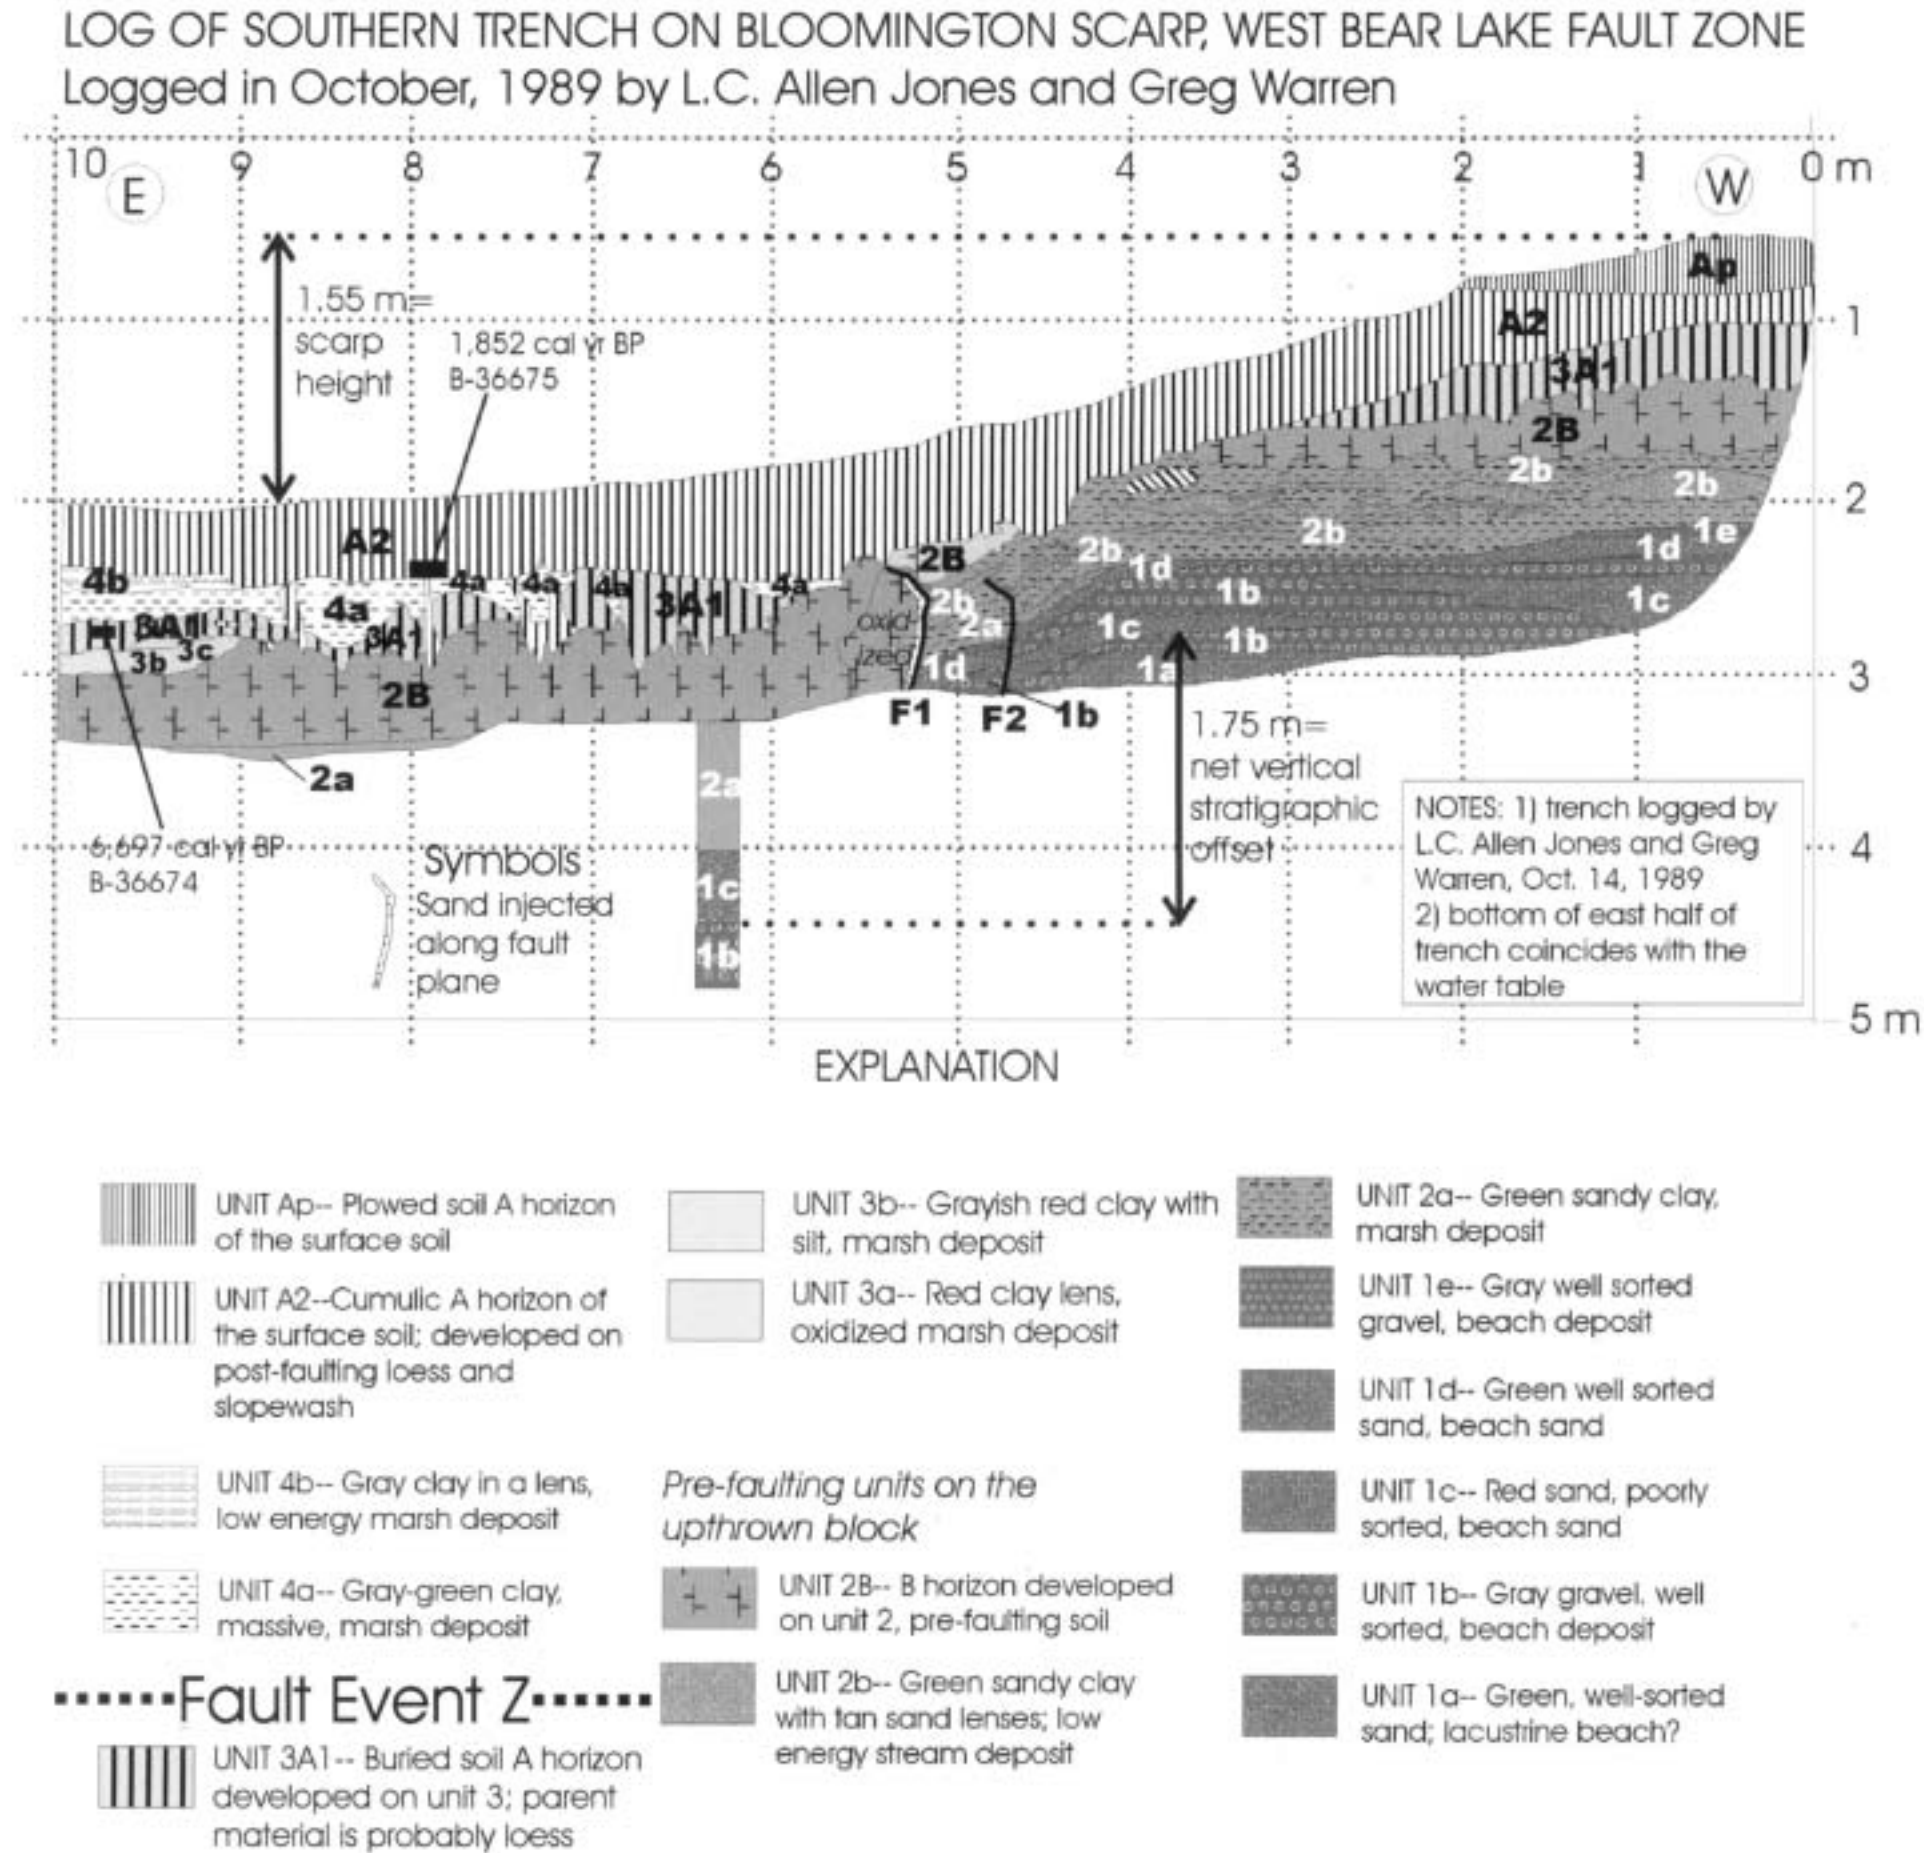 LOG OF SOUTHERN TRENCH ON BLOOMINGTON SCARP, WEST BEAR LAKE FAULT ZONE
Logged in October, 1989 by L.C. Allen Jones and Greg Warren
10 9 8 7 6 5 4 3 2 1 0 m
E
W
Ap
1.55 m=
scarp
height
1,852 cal yr BP
B-36675
A2
1
3A1
2B
2b
2b
2
A2
2B
2b
2b
1e
1d
1d
4b
4a
4a
4a
3A1
4a
1b
2b
1c
4a
oxid-
ized
2a
1c
1b
3A1
3A1
3b
3c
1d
1a
3
2B
F1
F2
1b
2a
2a
1.75 m=
net vertical
stratigraphic
offset
NOTES: 1) trench logged by
L.C. Allen Jones and Greg
Warren, Oct. 14, 1989
2) bottom of east half of
trench coincides with the
water table
6,697 cal yr BP
B-36674
4
Symbols
Sand injected
along fault
plane
1c
1b
5 m
EXPLANATION
UNIT Ap-- Plowed soil A horizon
of the surface soil
UNIT A2--Cumulic A horizon of
the surface soil; developed on
post-faulting loess and
slopewash
UNIT 4b-- Gray clay in a lens,
low energy marsh deposit
UNIT 4a-- Gray-green clay,
massive, marsh deposit
Fault Event Z
UNIT 3A1-- Buried soil A horizon
developed on unit 3; parent
material is probably loess
UNIT 3b-- Grayish red clay with
silt, marsh deposit
UNIT 3a-- Red clay lens,
oxidized marsh deposit
Pre-faulting units on the
upthrown block
UNIT 2B-- B horizon developed
on unit 2, pre-faulting soil
UNIT 2b-- Green sandy clay
with tan sand lenses; low
energy stream deposit
UNIT 2a-- Green sandy clay,
marsh deposit
UNIT 1e-- Gray well sorted
gravel, beach deposit
UNIT 1d-- Green well sorted
sand, beach sand
UNIT 1c-- Red sand, poorly
sorted, beach sand
UNIT 1b-- Gray gravel, well
sorted, beach deposit
UNIT 1a-- Green, well-sorted
sand; lacustrine beach?